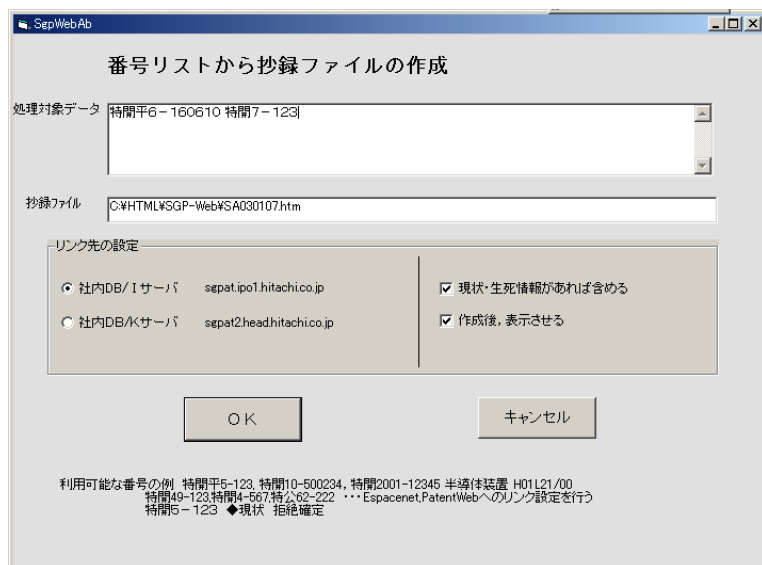 SgpWebAb
番号リストから抄録ファイルの作成
処理対象データ
特開平6－160610 特開7－123
抄録ファイル
C:¥HTML¥SGP-Web¥SA030107.htm
リンク先の設定
社内DB/Iサーバ sgpat.ipo1.hitachi.co.jp
現状・生死情報があれば含める
社内DB/Kサーバ sgpat2.head.hitachi.co.jp
作成後，表示させる
ＯＫ
キャンセル
利用可能な番号の例 特開平5-123, 特開10-500234, 特開2001-12345 半導体装置 H01L21/00
特開49-123,特開4-567,特公62-222 ・・・Espacenet,PatentWebへのリンク設定を行う
特開５－１２３ ◆現状 拒絶確定